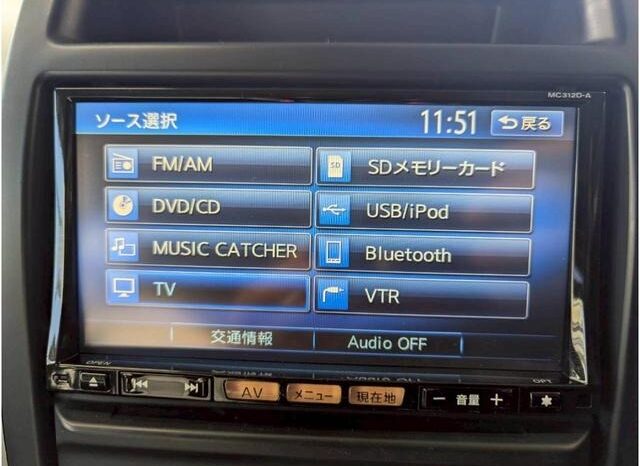 MC312D-A
ソース選択 11:51 戻る
FM/AM SD SDメモリーカード
DVD/CD USB/iPod
MUSIC CATCHER Bluetooth
TV VTR
交通情報 Audio OFF
OPEN OPT
AV メニュー 現在地 － 音量 ＋